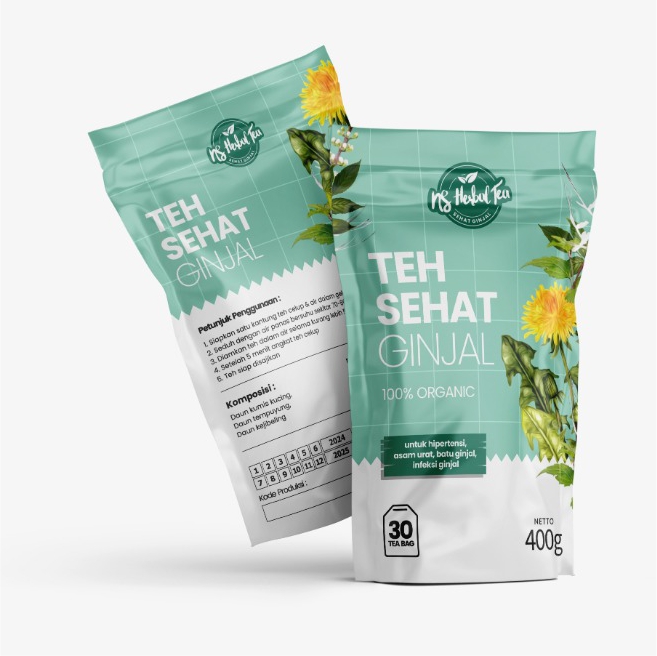 NS Herbal Tea
SEHAT GINJAL
TEH
SEHAT
GINJAL
Petunjuk Penggunaan :
1. Siapkan satu kantung teh celup & air dalam
2. Seduh dengan air panas bersuhu sekitar 70-
3. Diamkan teh dalam air selama kurang lebih
4. Setelah 5 menit angkat teh celup
5. Teh siap disajikan
Komposisi :
Daun kumis kucing,
Daun tempuyung,
Daun kejibeling
1 2 3 4 5 6 2024
7 8 9 10 11 12 2025
Kode Produksi :
NS Herbal Tea
SEHAT GINJAL
TEH
SEHAT
GINJAL
100% ORGANIC
untuk hipertensi,
asam urat, batu ginjal,
infeksi ginjal
30
TEA BAG
NETTO
400g